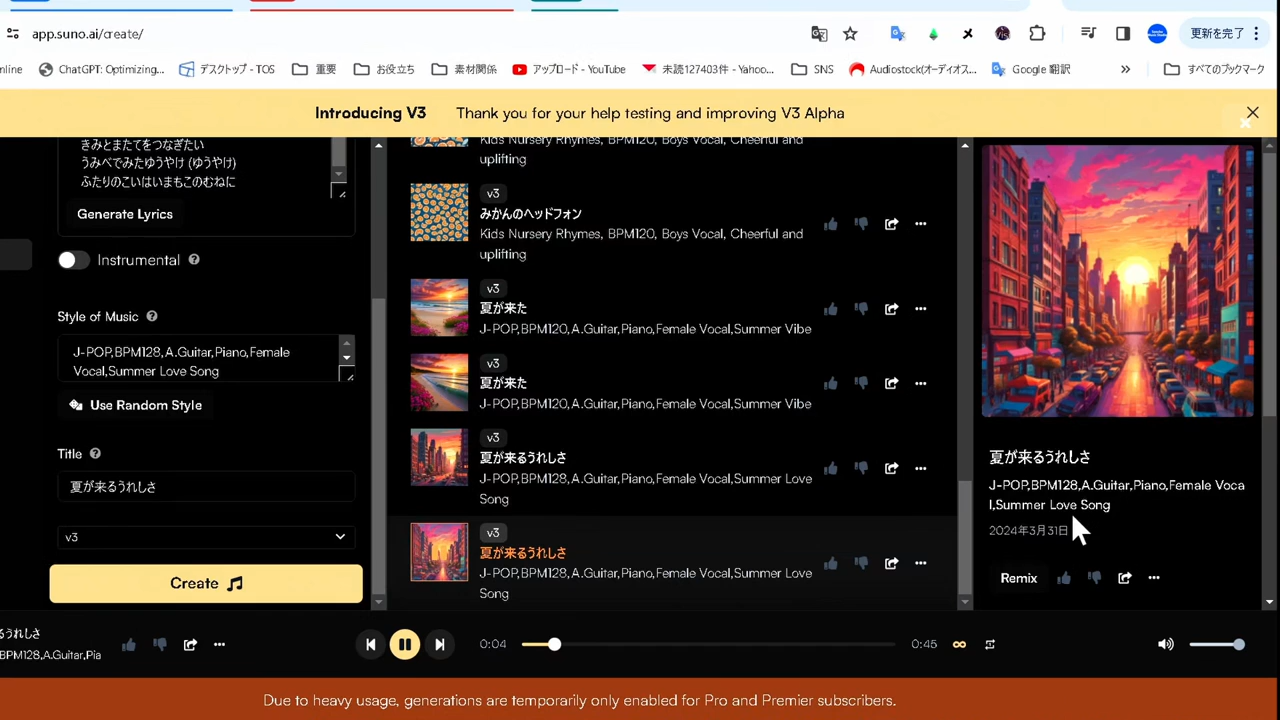 app.suno.ai/create/
更新を完了
nline
ChatGPT: Optimizing...
デスクトップ - TOS
重要
お役立ち
素材関係
アップロード - YouTube
未読127403件 - Yahoo...
SNS
Audiostock(オーディオス...
Google 翻訳
»
すべてのブックマーク
Introducing V3 Thank you for your help testing and improving V3 Alpha
きみとまたてをつなぎたい
うみべでみたゆうやけ (ゆうやけ)
ふたりのこいはいまもこのむねに
Generate Lyrics
Instrumental
Style of Music
J-POP,BPM128,A.Guitar,Piano,Female
Vocal,Summer Love Song
Use Random Style
Title
夏が来るうれしさ
v3
Create
Kids Nursery Rhymes, BPM120, Boys Vocal, Cheerful and
uplifting
v3
みかんのヘッドフォン
Kids Nursery Rhymes, BPM120, Boys Vocal, Cheerful and
uplifting
v3
夏が来た
J-POP,BPM120,A.Guitar,Piano,Female Vocal,Summer Vibe
v3
夏が来た
J-POP,BPM120,A.Guitar,Piano,Female Vocal,Summer Vibe
v3
夏が来るうれしさ
J-POP,BPM128,A.Guitar,Piano,Female Vocal,Summer Love
Song
v3
夏が来るうれしさ
J-POP,BPM128,A.Guitar,Piano,Female Vocal,Summer Love
Song
夏が来るうれしさ
J-POP,BPM128,A.Guitar,Piano,Female Voca
l,Summer Love Song
2024年3月31日
Remix
るうれしさ
BPM128,A.Guitar,Pia
0:04
0:45
Due to heavy usage, generations are temporarily only enabled for Pro and Premier subscribers.